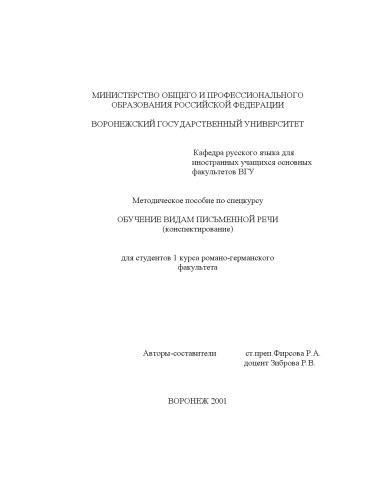 МИНИСТЕРСТВО ОБЩЕГО И ПРОФЕССИОНАЛЬНОГО
ОБРАЗОВАНИЯ РОССИЙСКОЙ ФЕДЕРАЦИИ
ВОРОНЕЖСКИЙ ГОСУДАРСТВЕННЫЙ УНИВЕРСИТЕТ
Кафедра русского языка для
иностранных учащихся основных
факультетов ВГУ
Методическое пособие по спецкурсу
ОБУЧЕНИЕ ВИДАМ ПИСЬМЕННОЙ РЕЧИ
(конспектирование)
для студентов 1 курса романо-германского
факультета
Авторы-составители ст.преп.Фирсова Р.А.
доцент Зиброва Р.В.
ВОРОНЕЖ 2001